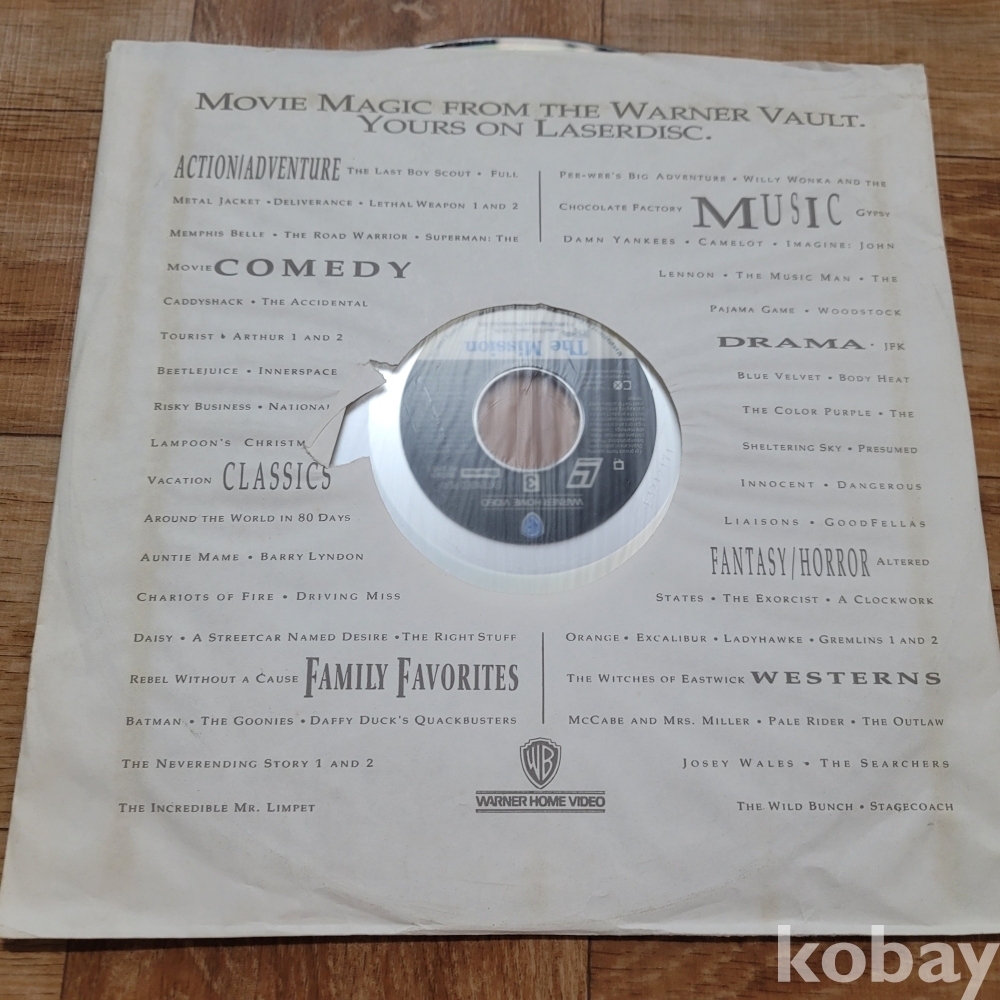 MOVIE MAGIC FROM THE WARNER VAULT.
YOURS ON LASERDISC.
ACTION/ADVENTURE THE LAST BOY SCOUT • FULL
METAL JACKET • DELIVERANCE • LETHAL WEAPON 1 AND 2
MEMPHIS BELLE • THE ROAD WARRIOR • SUPERMAN: THE
MOVIE COMEDY
CADDYSHACK • THE ACCIDENTAL
TOURIST • ARTHUR 1 AND 2
BEETLEJUICE • INNERSPACE
RISKY BUSINESS • NATIONAL
LAMPOON'S CHRISTM
VACATION CLASSICS
AROUND THE WORLD IN 80 DAYS
AUNTIE MAME • BARRY LYNDON
CHARIOTS OF FIRE • DRIVING MISS
DAISY • A STREETCAR NAMED DESIRE • THE RIGHT STUFF
REBEL WITHOUT A CAUSE FAMILY FAVORITES
BATMAN • THE GOONIES • DAFFY DUCK'S QUACKBUSTERS
THE NEVERENDING STORY 1 AND 2
THE INCREDIBLE MR. LIMPET
PEE-WEE'S BIG ADVENTURE • WILLY WONKA AND THE
CHOCOLATE FACTORY MUSIC GYPSY
DAMN YANKEES • CAMELOT • IMAGINE: JOHN
LENNON • THE MUSIC MAN • THE
PAJAMA GAME • WOODSTOCK
DRAMA • JFK
BLUE VELVET • BODY HEAT
THE COLOR PURPLE • THE
SHELTERING SKY • PRESUMED
INNOCENT • DANGEROUS
LIAISONS • GOODFELLAS
FANTASY/HORROR ALTERED
STATES • THE EXORCIST • A CLOCKWORK
ORANGE • EXCALIBUR • LADYHAWKE • GREMLINS 1 AND 2
THE WITCHES OF EASTWICK WESTERNS
MCCABE AND MRS. MILLER • PALE RIDER • THE OUTLAW
JOSEY WALES • THE SEARCHERS
THE WILD BUNCH • STAGECOACH
The Mission
3
WARNER HOME VIDEO
WB
WARNER HOME VIDEO
kobay